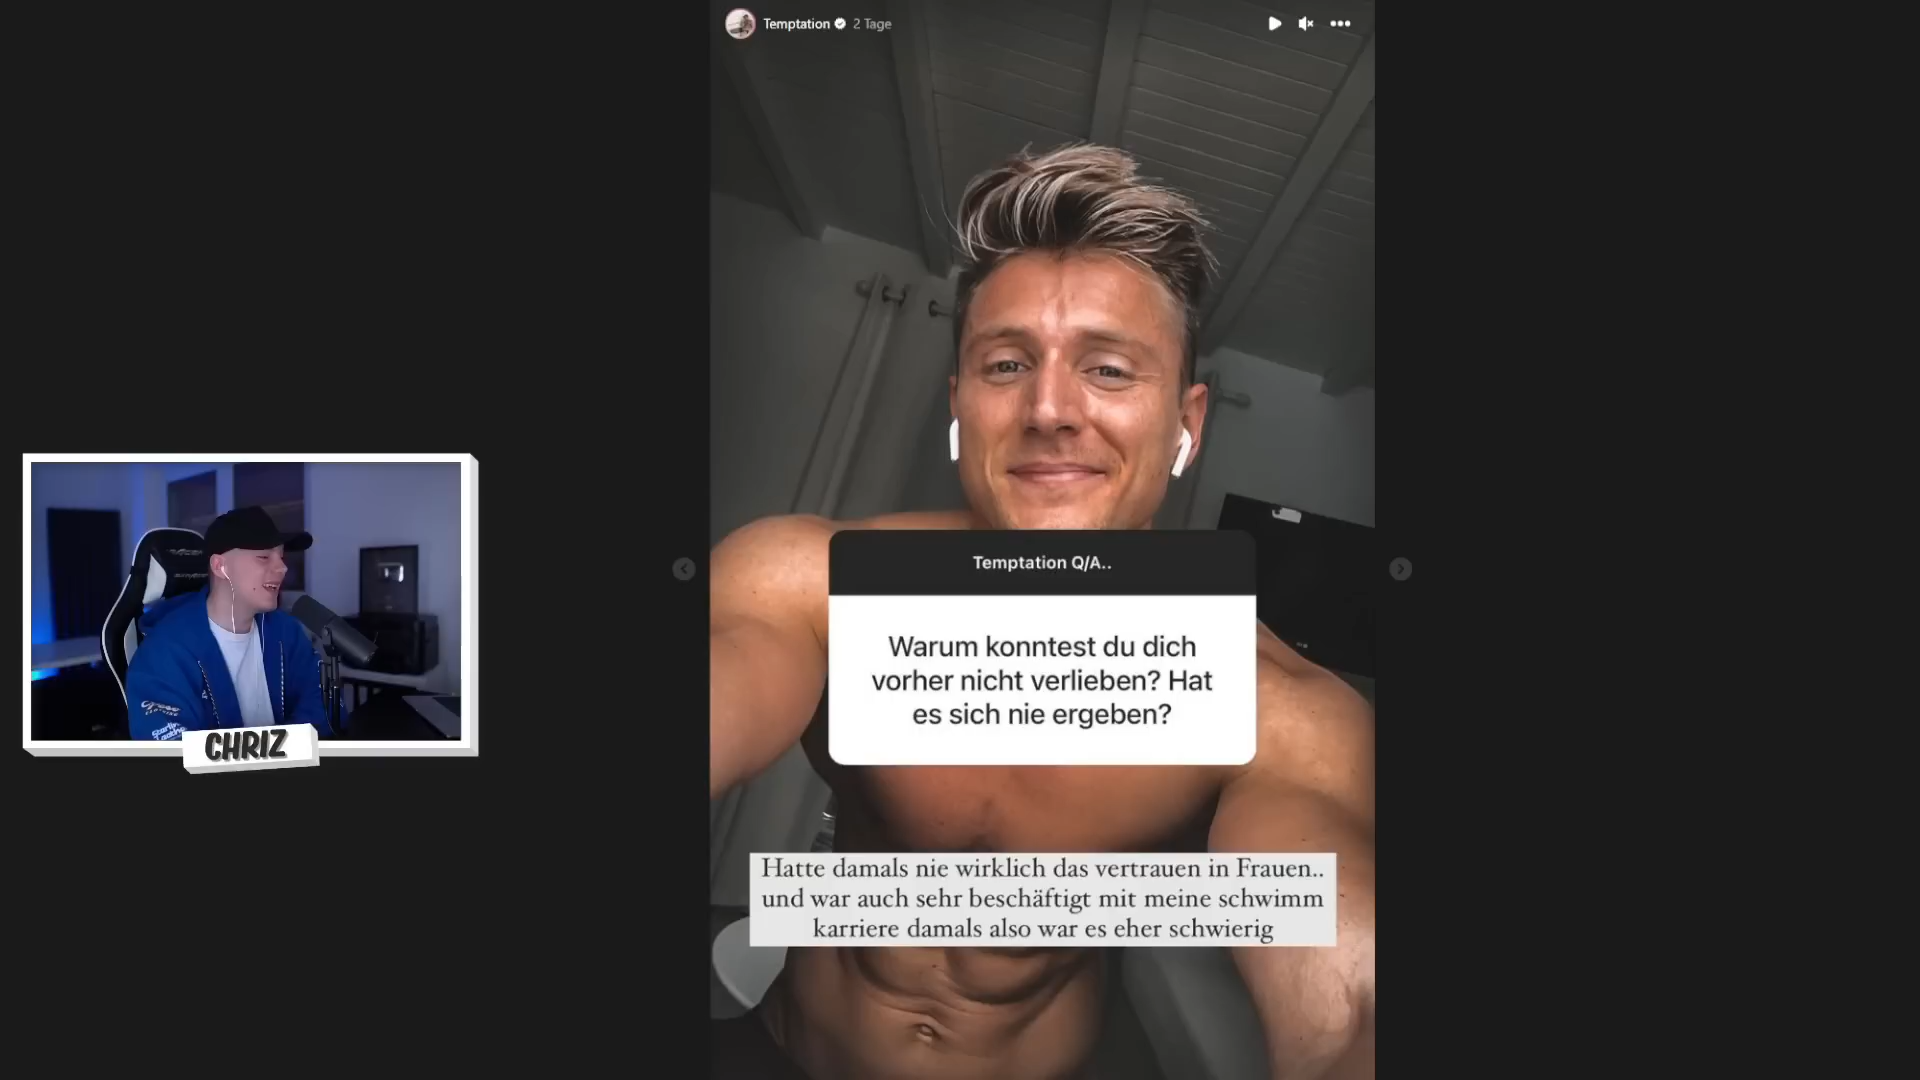 Temptation 2 Tage
Temptation Q/A..
Warum konntest du dich
vorher nicht verlieben? Hat
es sich nie ergeben?
Hatte damals nie wirklich das vertrauen in Frauen..
und war auch sehr beschäftigt mit meine schwimm
karriere damals also war es eher schwierig
CHRIZ